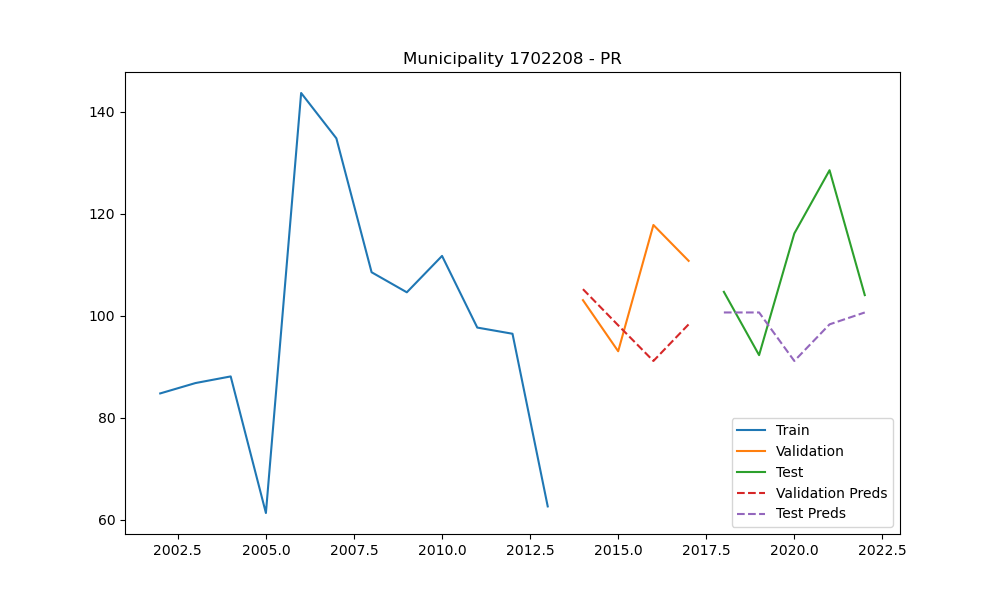 Municipality 1702208 - PR
140
120
100
80
60
2002.5 2005.0 2007.5 2010.0 2012.5 2015.0 2017.5 2020.0 2022.5
Train
Validation
Test
Validation Preds
Test Preds